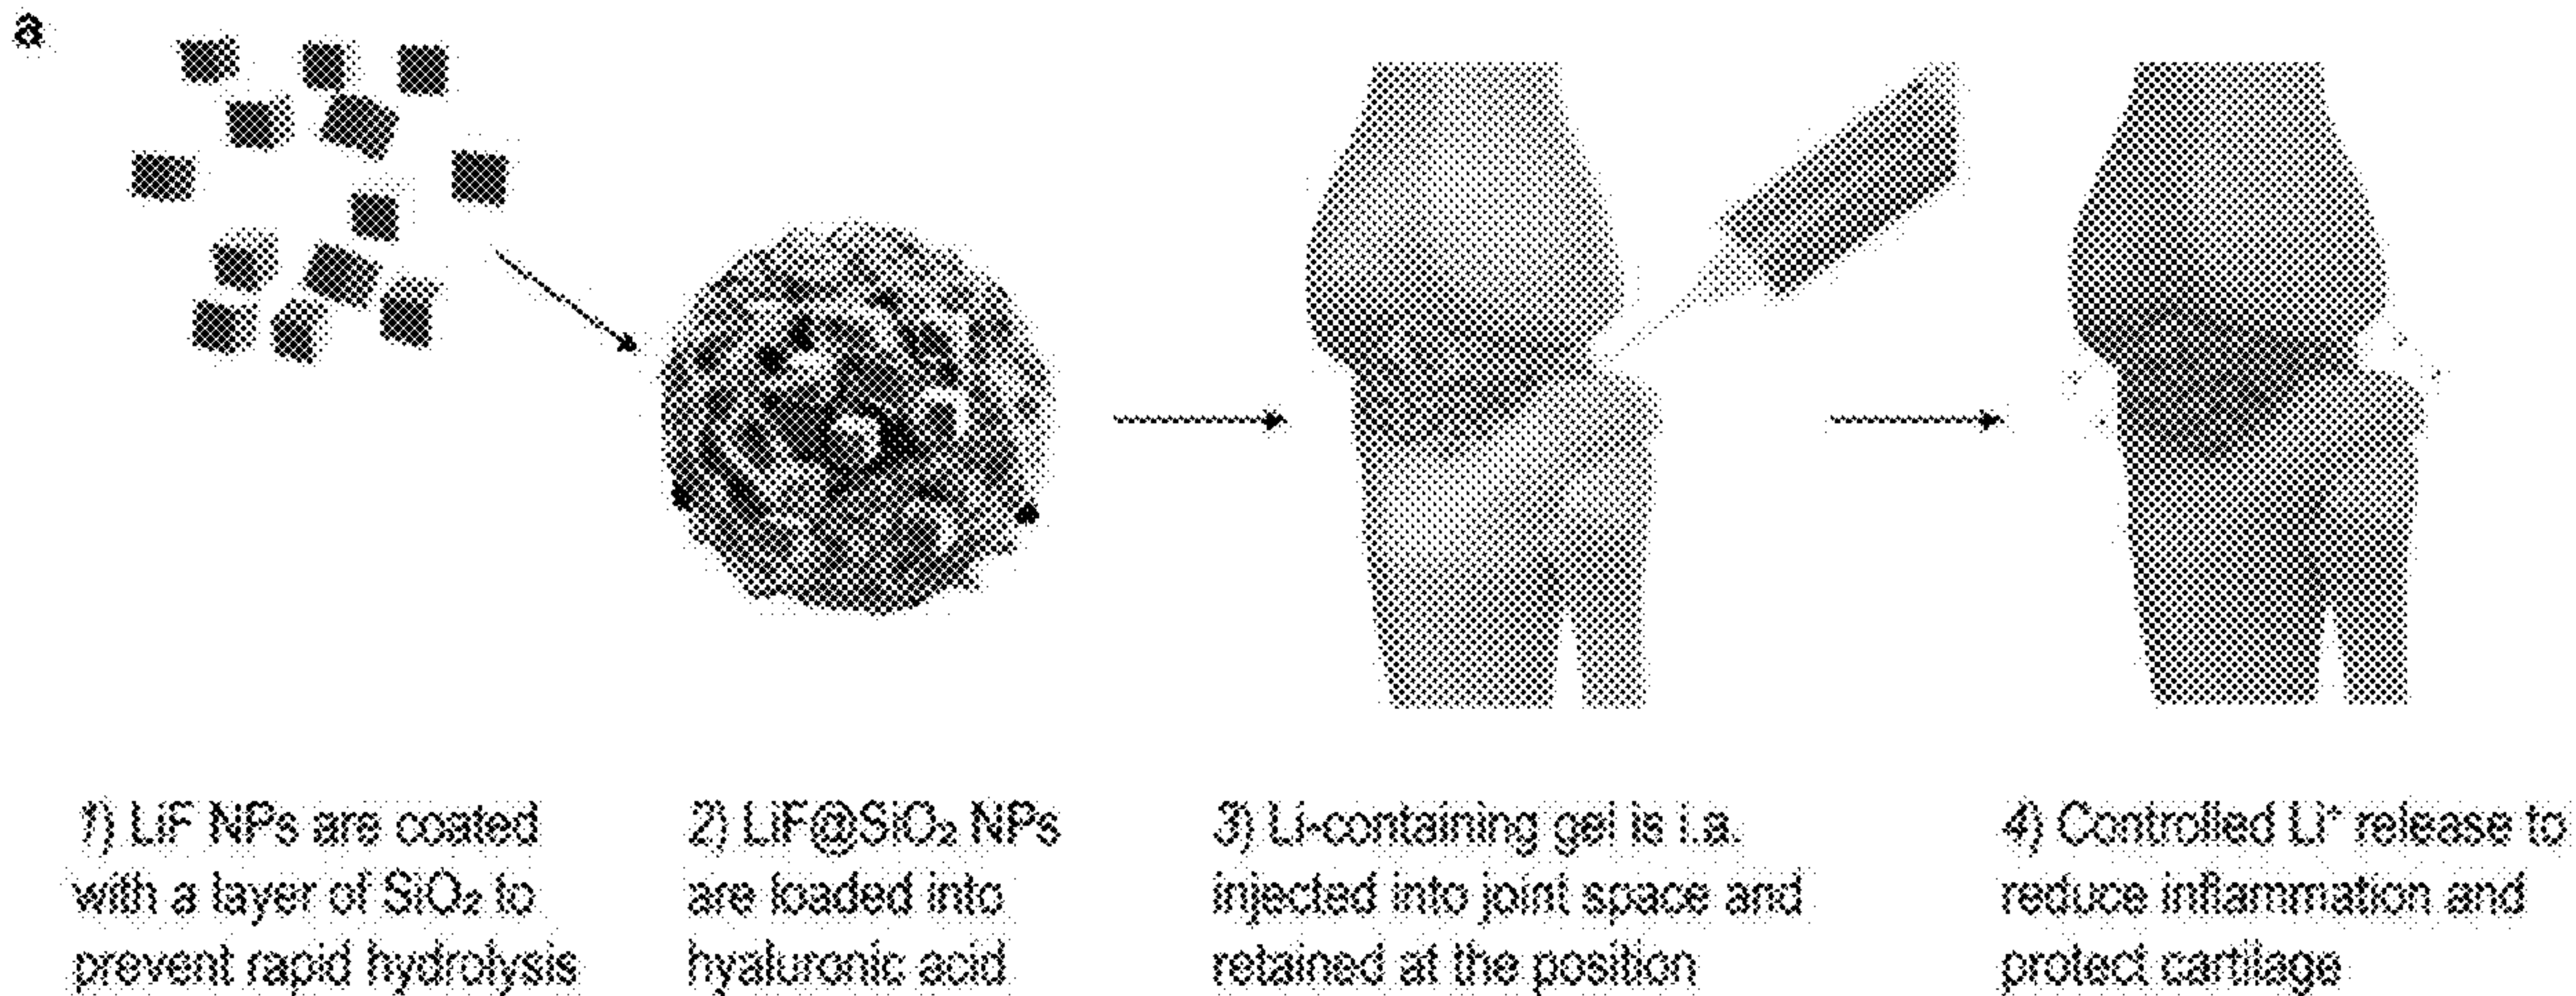 a
1) LiF NPs are coated
with a layer of SiO₂ to
prevent rapid hydrolysis
2) LiF@SiO₂ NPs
are loaded into
hyaluronic acid
3) Li-containing gel is i.a.
injected into joint space and
retained at the position
4) Controlled Li⁺ release to
reduce inflammation and
protect cartilage